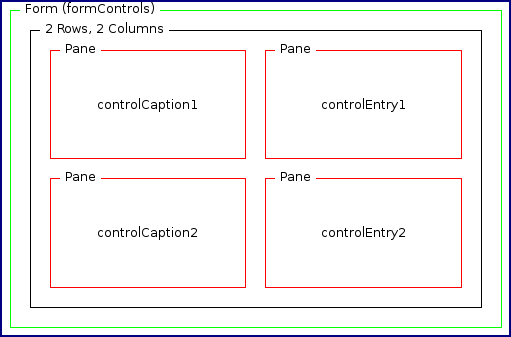 Form (formControls)
2 Rows, 2 Columns
Pane
Pane
controlCaption1
controlEntry1
Pane
Pane
controlCaption2
controlEntry2